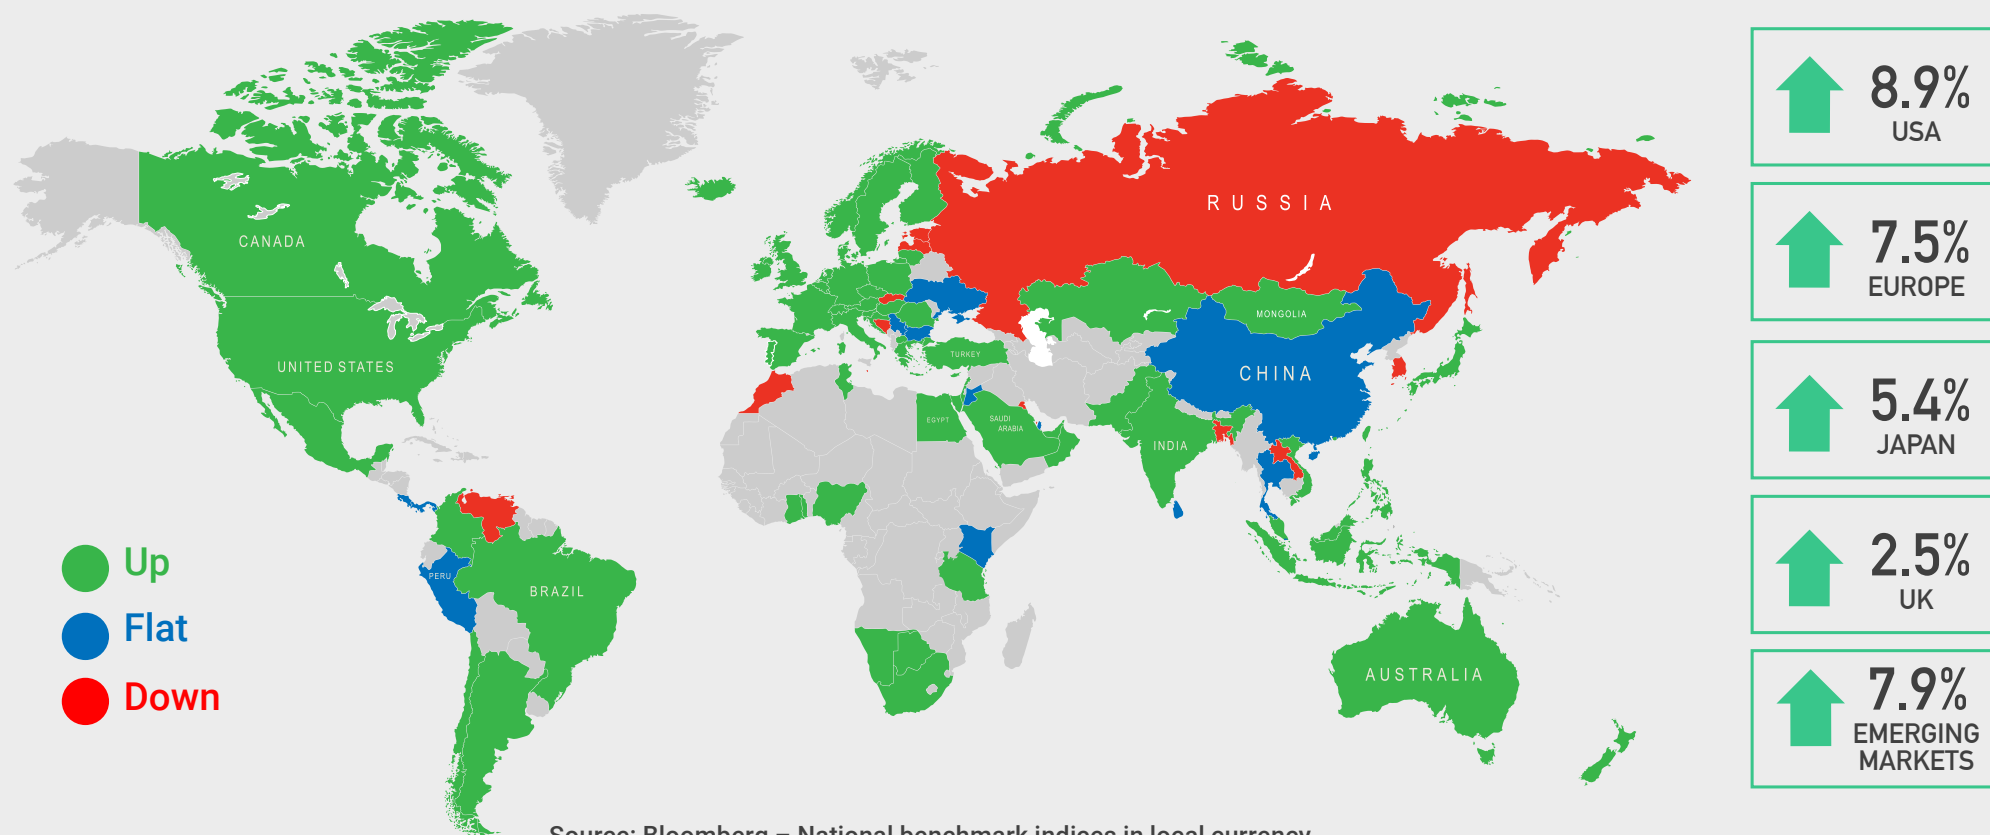 CANADA
UNITED STATES
RUSSIA
MONGOLIA
TURKEY
CHINA
EGYPT
SAUDI
ARABIA
INDIA
PERU
BRAZIL
AUSTRALIA
Up
Flat
Down
8.9%
USA
7.5%
EUROPE
5.4%
JAPAN
2.5%
UK
7.9%
EMERGING
MARKETS
Source: Bloomberg – National benchmark indices in local currency